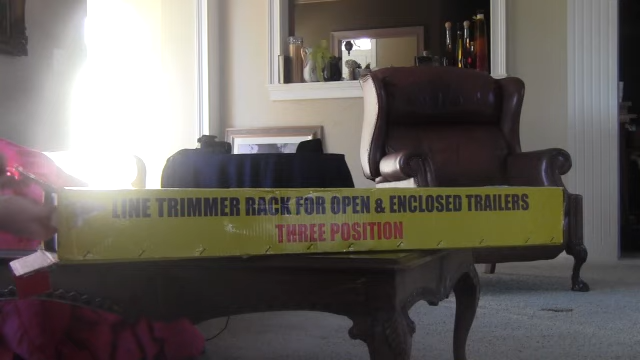 LINE TRIMMER RACK FOR OPEN & ENCLOSED TRAILERS
THREE POSITION